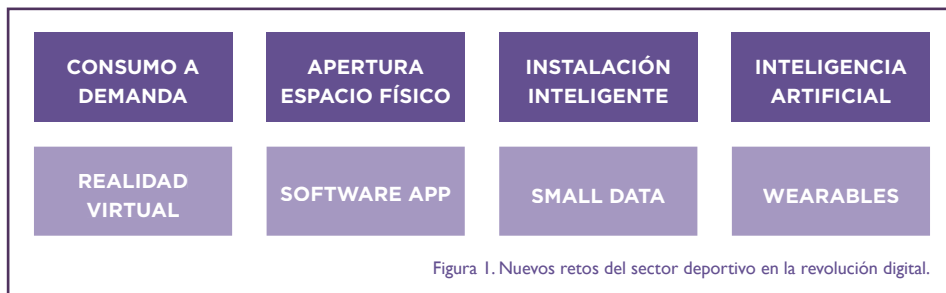 CONSUMO A
DEMANDA
APERTURA
ESPACIO FÍSICO
INSTALACIÓN
INTELIGENTE
INTELIGENCIA
ARTIFICIAL
REALIDAD
VIRTUAL
SOFTWARE APP
SMALL DATA
WEARABLES
Figura 1. Nuevos retos del sector deportivo en la revolución digital.